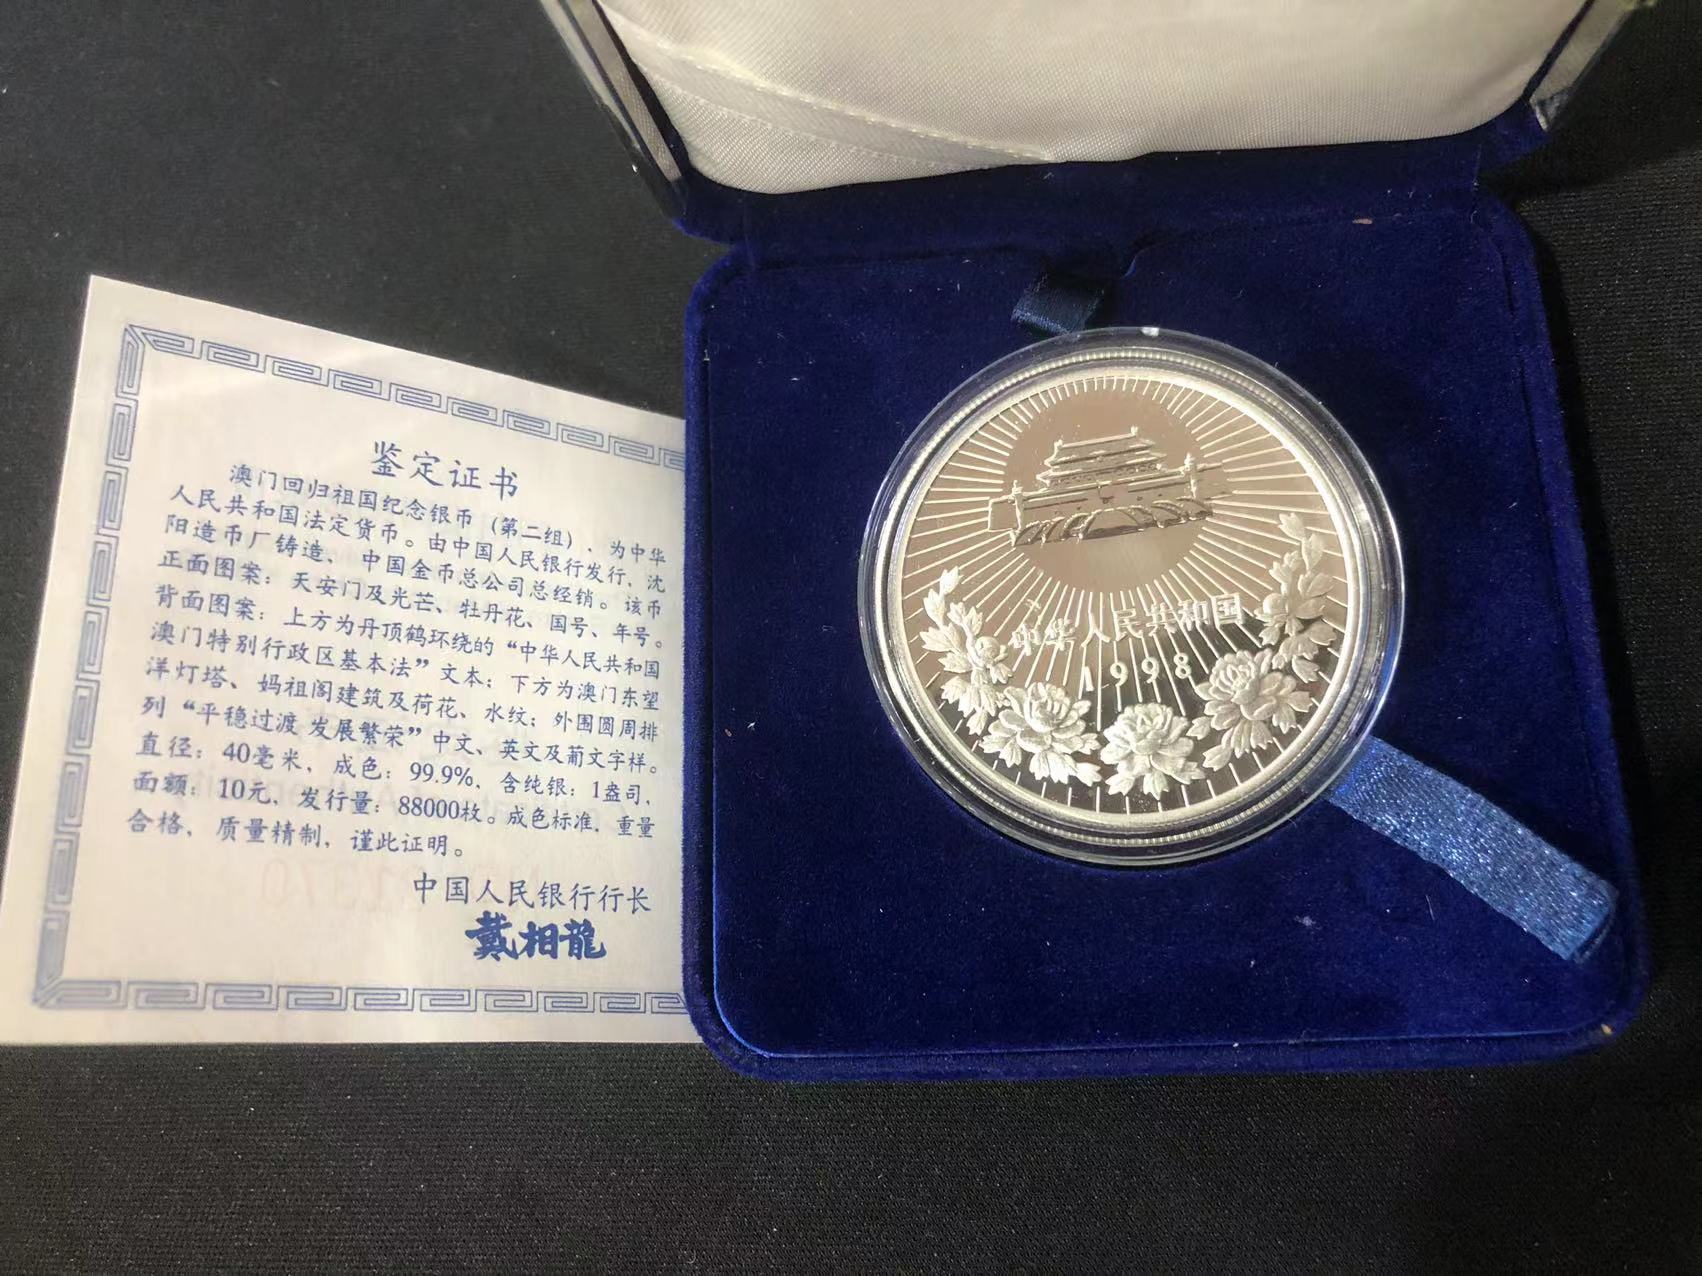 鉴定证书
澳门回归祖国纪念银币（第二组），为中华
人民共和国法定货币。由中国人民银行发行，沈
阳造币厂铸造，中国金币总公司总经销。该币
正面图案：天安门及光芒、牡丹花、国号、年号。
背面图案：上方为丹顶鹤环绕的“中华人民共和国
澳门特别行政区基本法”文本；下方为澳门东望
洋灯塔、妈祖阁建筑及荷花、水纹；外围圆周排
列“平稳过渡 发展繁荣”中文、英文及葡文字样。
直径：40毫米，成色：99.9%，含纯银：1盎司，
面额：10元，发行量：88000枚。成色标准，重量
合格，质量精制，谨此证明。
中国人民银行行长
戴相龍
中华人民共和国
1998